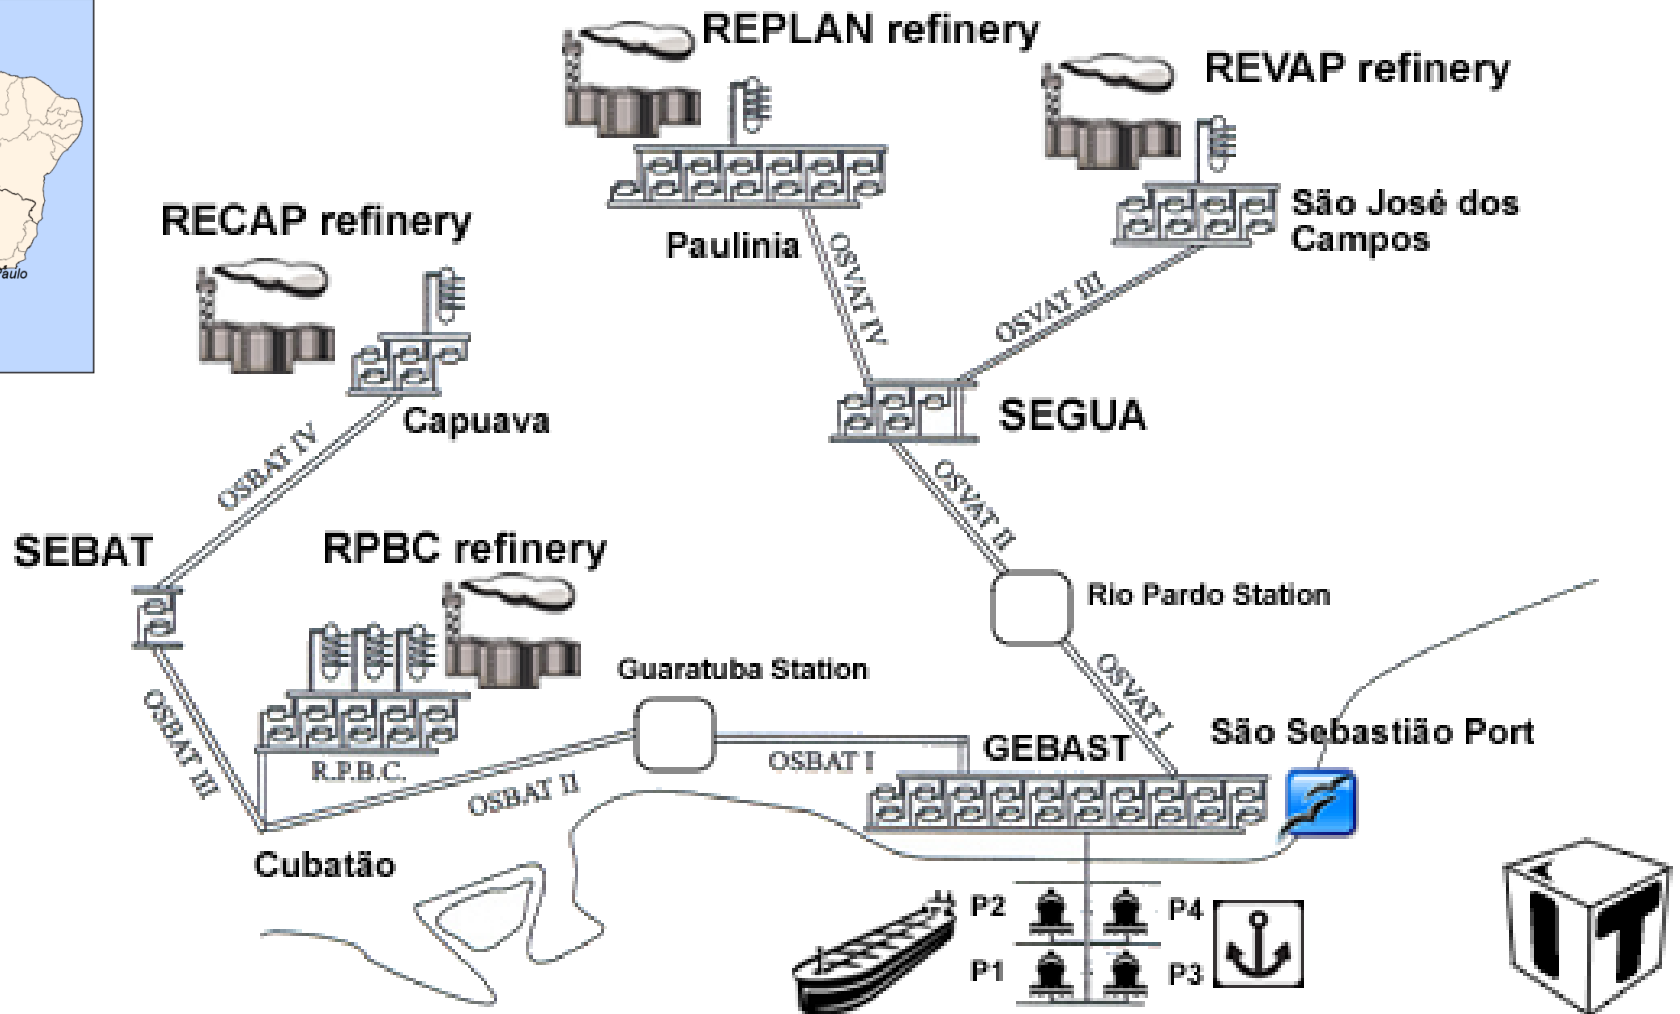 REPLAN refinery
REVAP refinery
RECAP refinery
São José dos
Campos
Paulinia
OSVAT IV
OSVAT III
Capuava
SEGUA
OSBAT IV
OSVAT II
SEBAT
RPBC refinery
Rio Pardo Station
Guaratuba Station
OSVAT I
OSBAT III
R.P.B.C.
OSBAT II
OSBAT I
GEBAST
São Sebastião Port
Cubatão
P2
P4
P1
P3
I T